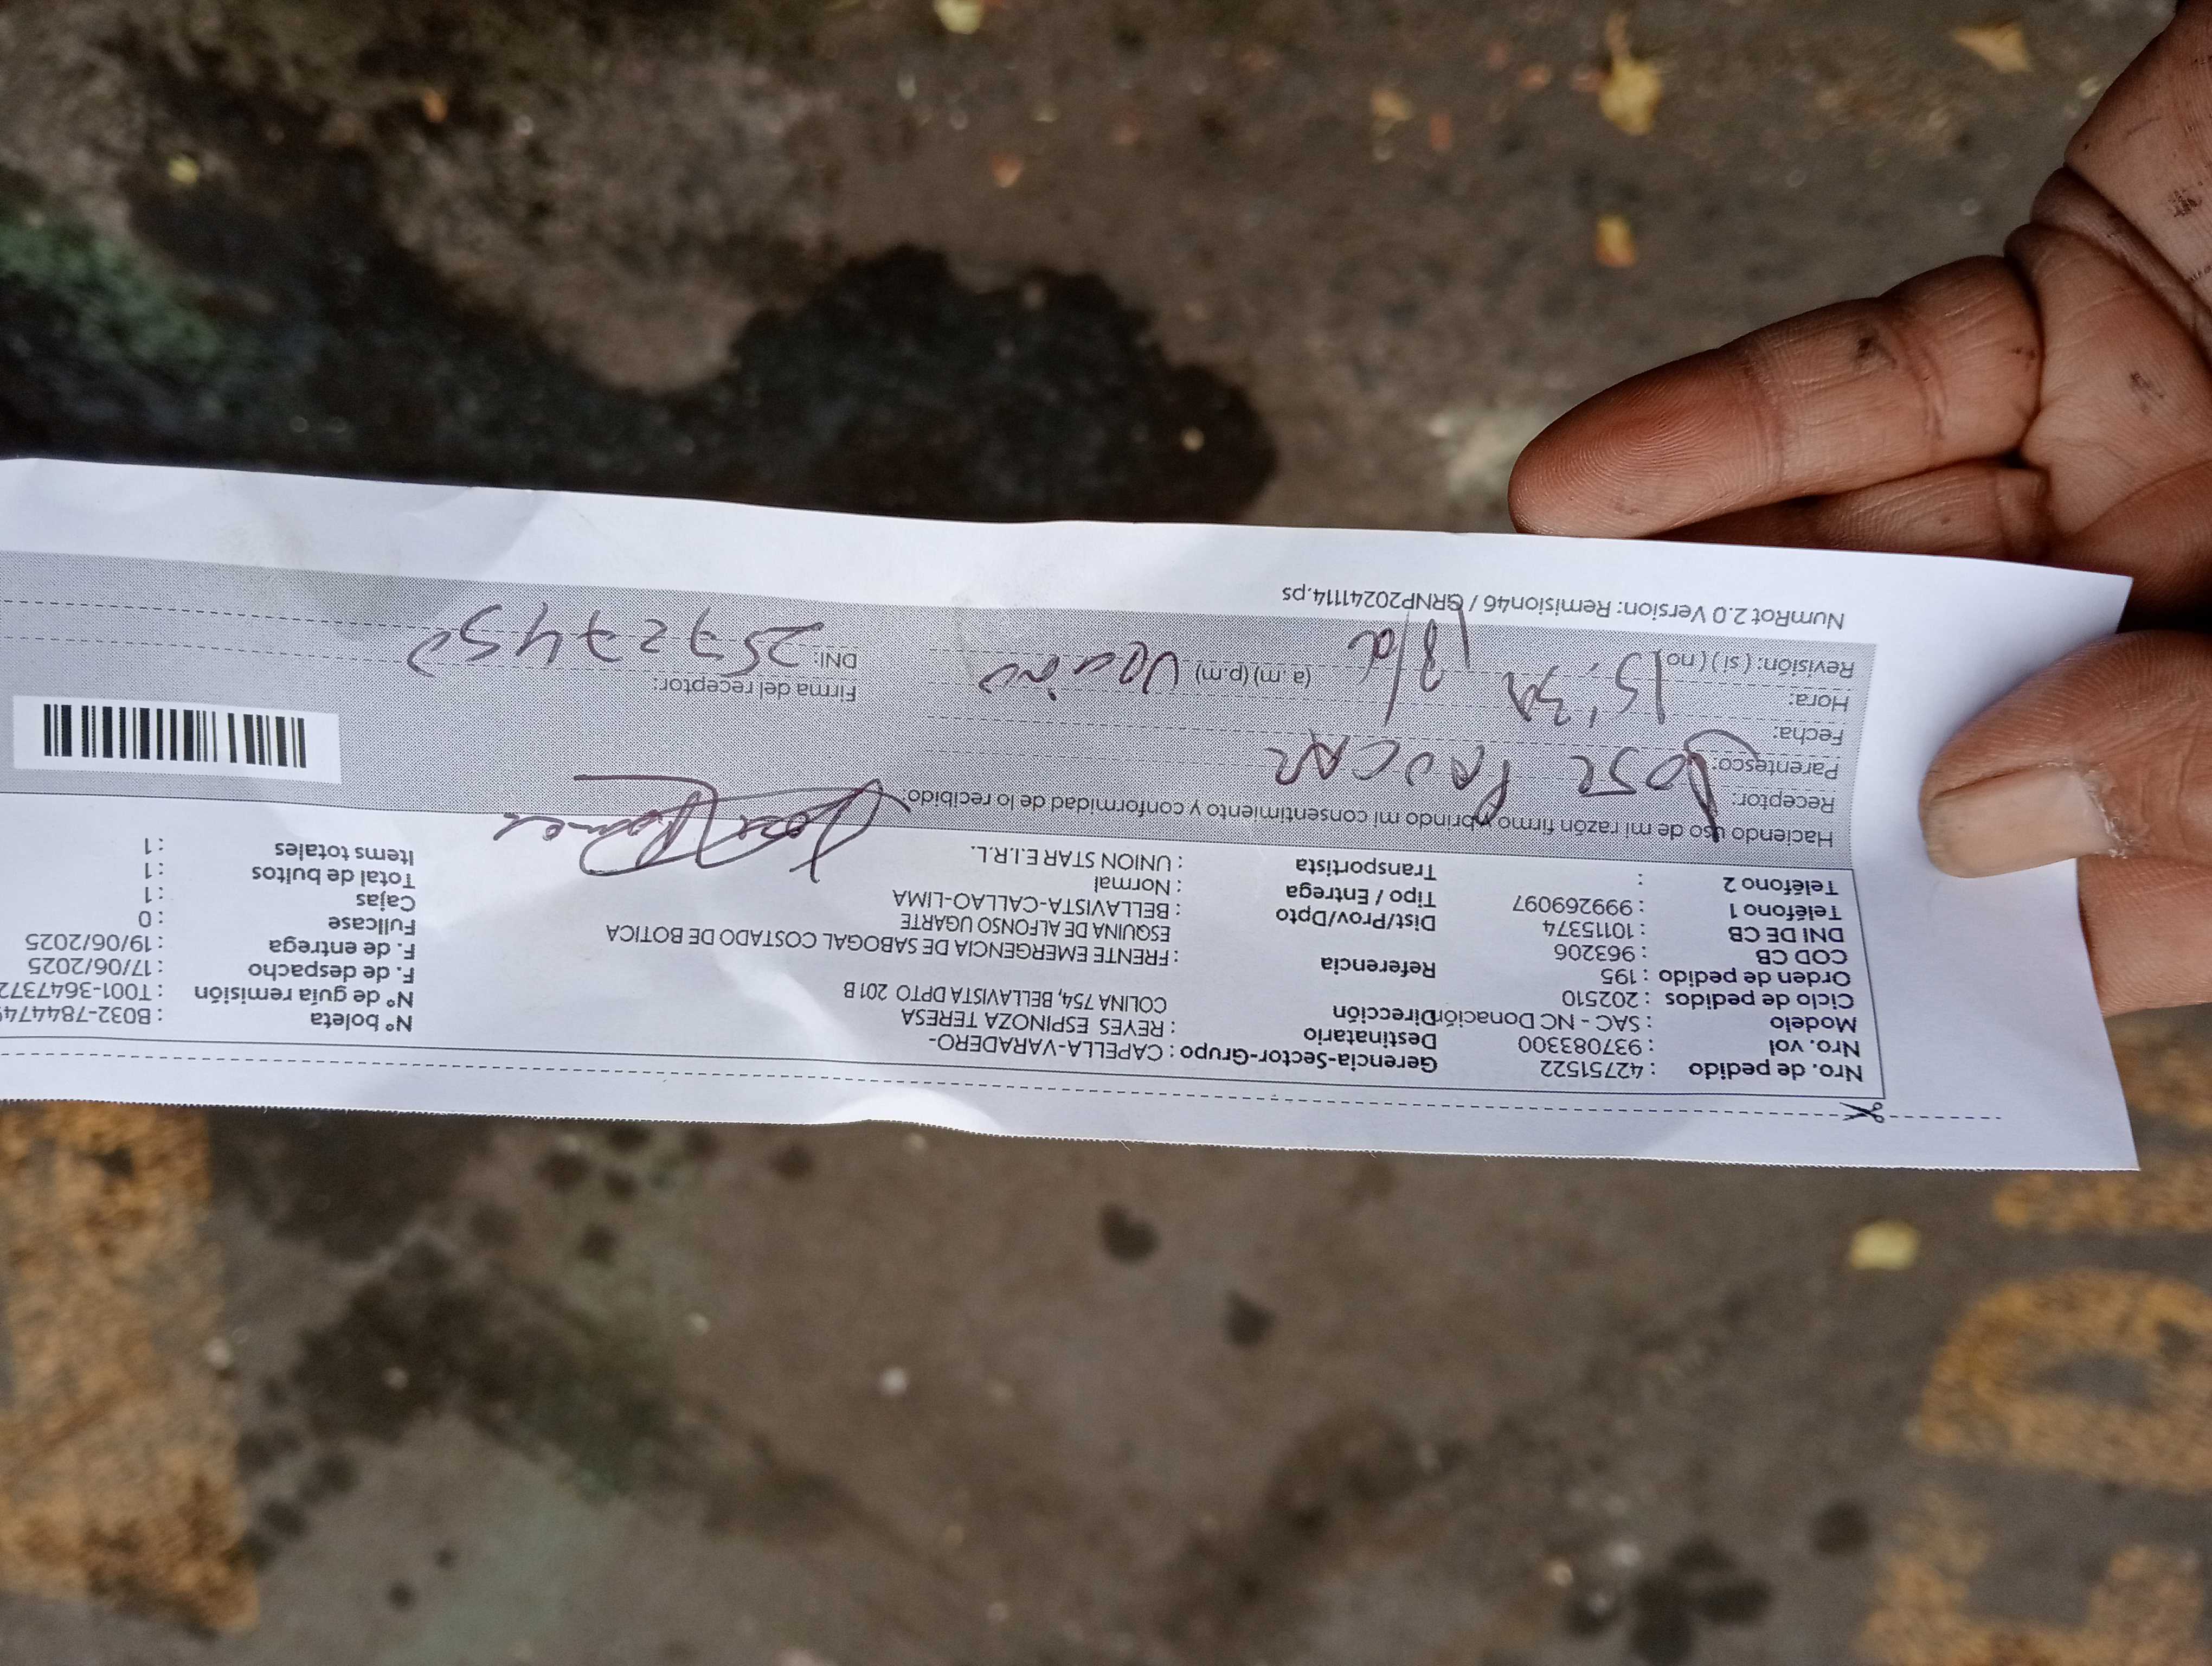 Nro. de pedido : 42751522 Gerencia-Sector-Grupo : CAPELLA-VARADERO-
Nro. vol : 937083300 Destinatario : REYES ESPINOZA TERESA Nº boleta : B032-784474
Modelo : SAC - NC Donación Dirección COLINA 754, BELLAVISTA DPTO 201 B Nº de guía remisión : T001-3647372
Ciclo de pedidos : 202510 F. de despacho : 17/06/2025
Orden de pedido : 195 Referencia : FRENTE EMERGENCIA DE SABOGAL COSTADO DE BOTICA F. de entrega : 19/06/2025
COD CB : 963206 ESQUINA DE ALFONSO UGARTE Fullcase : 0
DNI DE CB : 10115374 Dist/Prov/Dpto : BELLAVISTA-CALLAO-LIMA Cajas : 1
Teléfono 1 : 999269097 Tipo / Entrega : Normal Total de bultos : 1
Teléfono 2 : Transportista : UNION STAR E.I.R.L. Items totales : 1
Haciendo uso de mi razón firmo y brindo mi consentimiento y conformidad de lo recibido:
Receptor: JOSE PAUCAR
Parentesco:
Fecha:
Hora: (a.m) (p.m) Firma del receptor:
Revisión: ( si ) ( no ) DNI:
NumRot 2.0 Version: Remision46 / GRNP20241114.ps